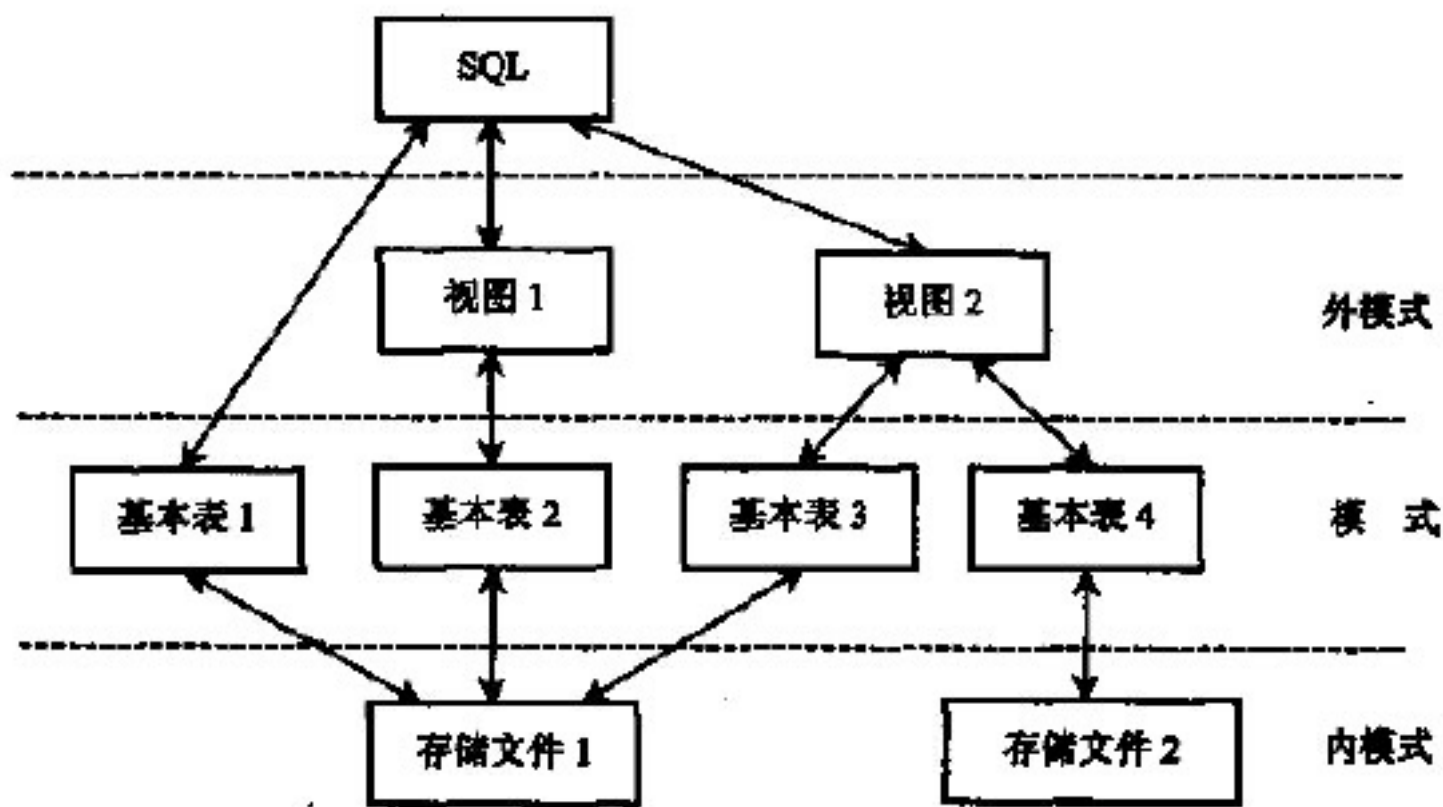 SQL
视图 1
视图 2
外模式
基本表 1
基本表 2
基本表 3
基本表 4
模 式
存储文件 1
存储文件 2
内模式